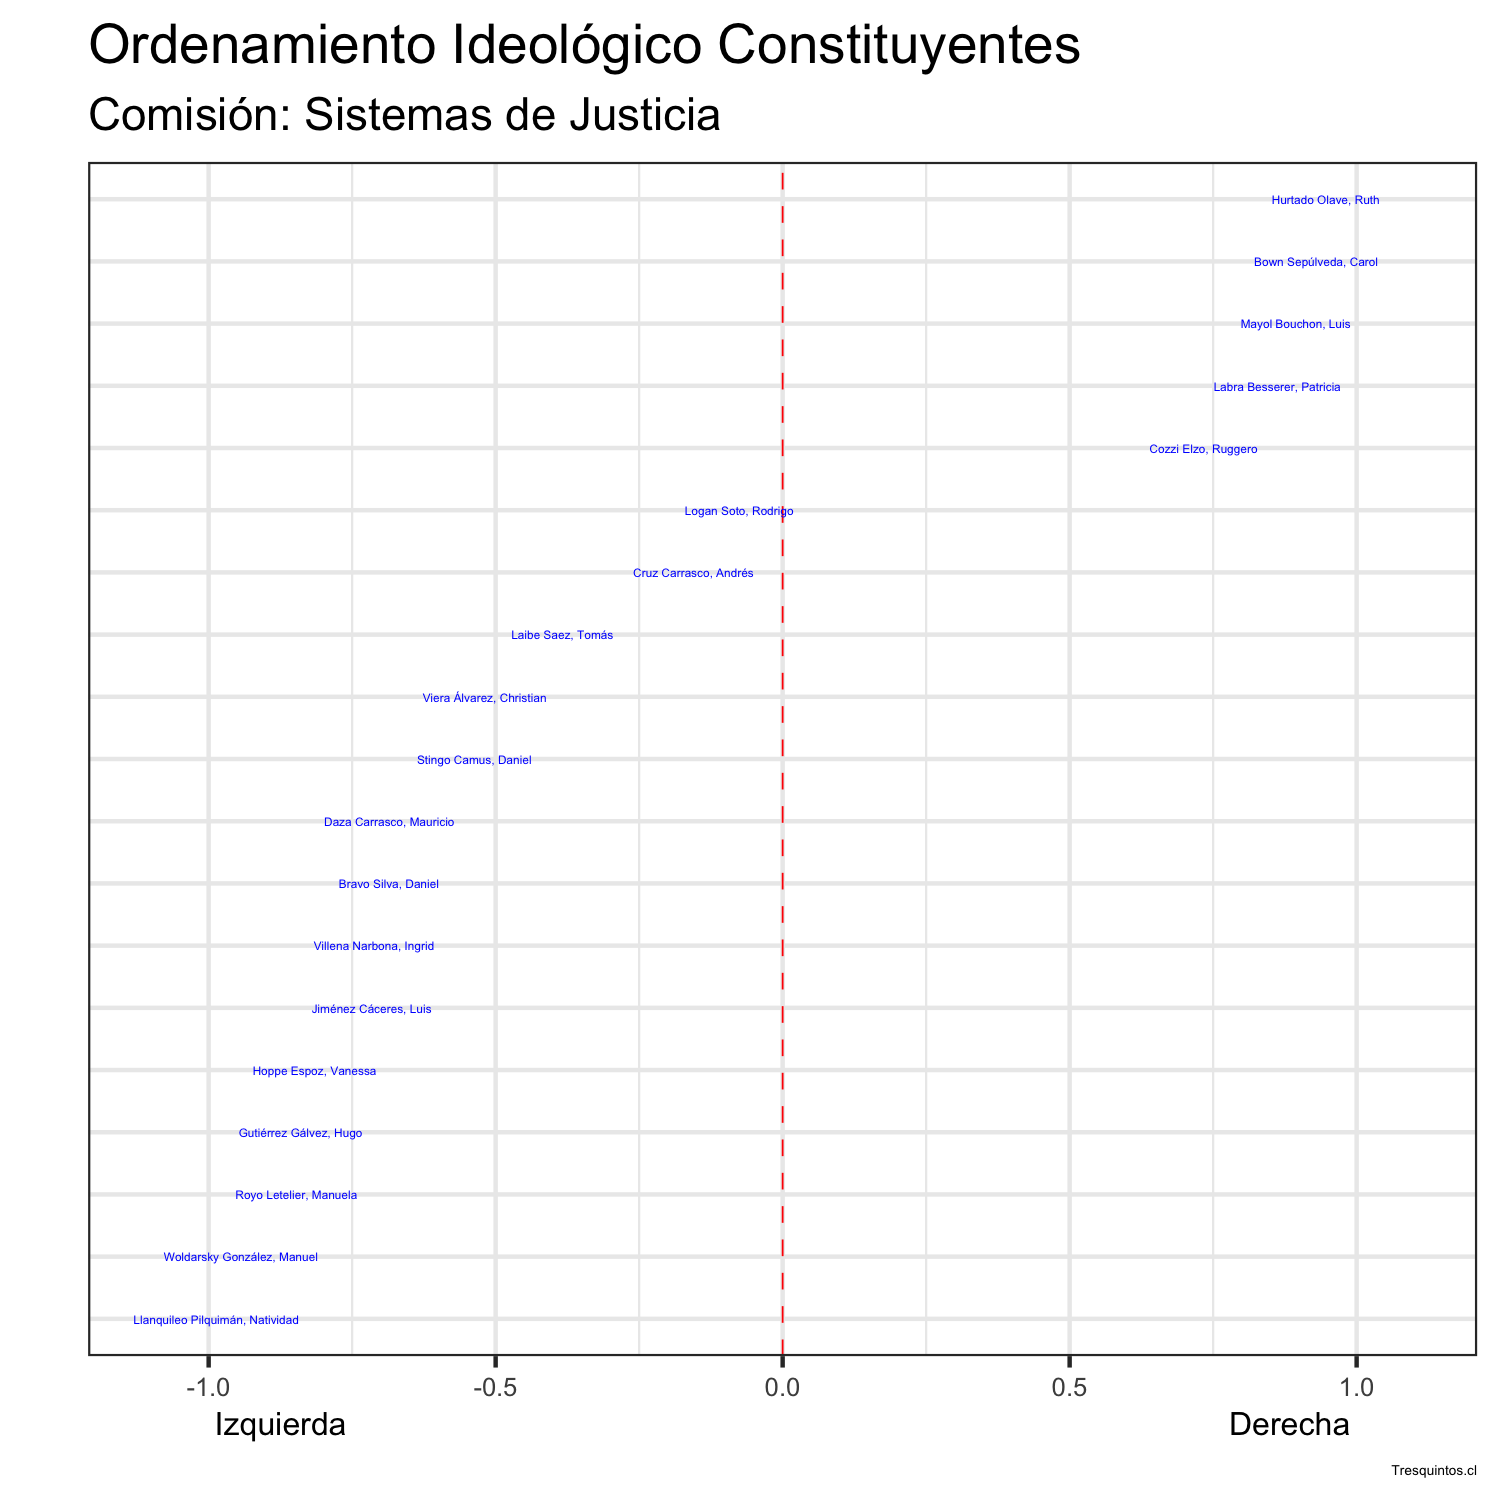 Ordenamiento Ideológico Constituyentes
Comisión: Sistemas de Justicia
Hurtado Olave, Ruth
Bown Sepúlveda, Carol
Mayol Bouchon, Luis
Labra Besserer, Patricia
Cozzi Elzo, Ruggero
Logan Soto, Rodrigo
Cruz Carrasco, Andrés
Laibe Saez, Tomás
Viera Álvarez, Christian
Stingo Camus, Daniel
Daza Carrasco, Mauricio
Bravo Silva, Daniel
Villena Narbona, Ingrid
Jiménez Cáceres, Luis
Hoppe Espoz, Vanessa
Gutiérrez Gálvez, Hugo
Royo Letelier, Manuela
Woldarsky González, Manuel
Llanquileo Pilquimán, Natividad
-1.0 -0.5 0.0 0.5 1.0
Izquierda Derecha
Tresquintos.cl